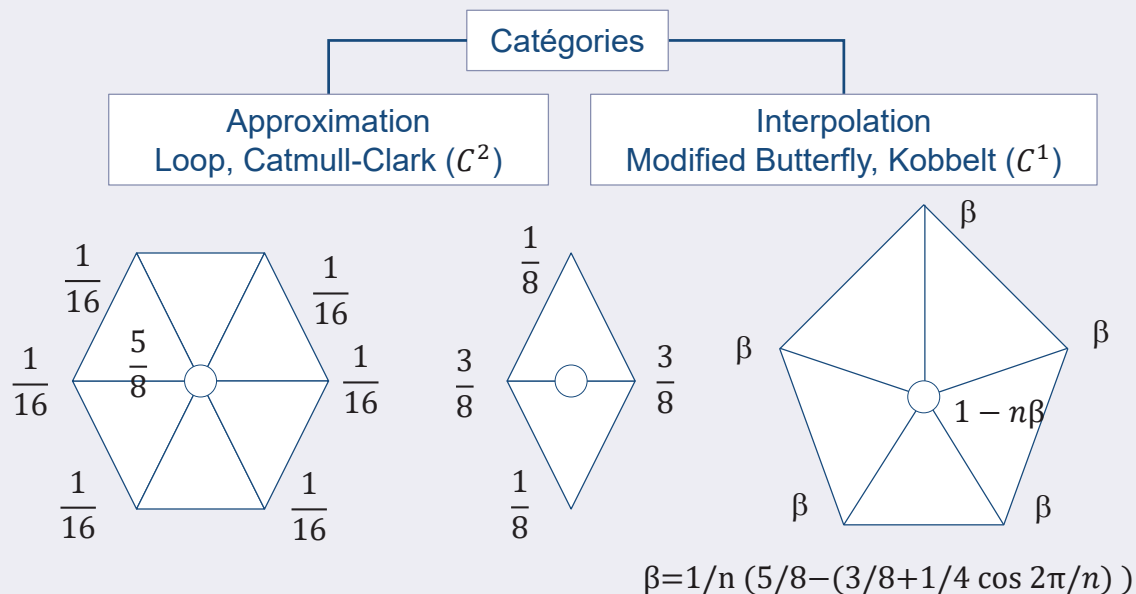 Catégories
Approximation
Loop, Catmull-Clark (C²)
Interpolation
Modified Butterfly, Kobbelt (C¹)
1/16
1/16
5/8
1/16
1/16
1/16
1/16
1/8
3/8
3/8
1/8
β
β
β
1 − nβ
β
β
β=1/n (5/8−(3/8+1/4 cos 2π/n) )